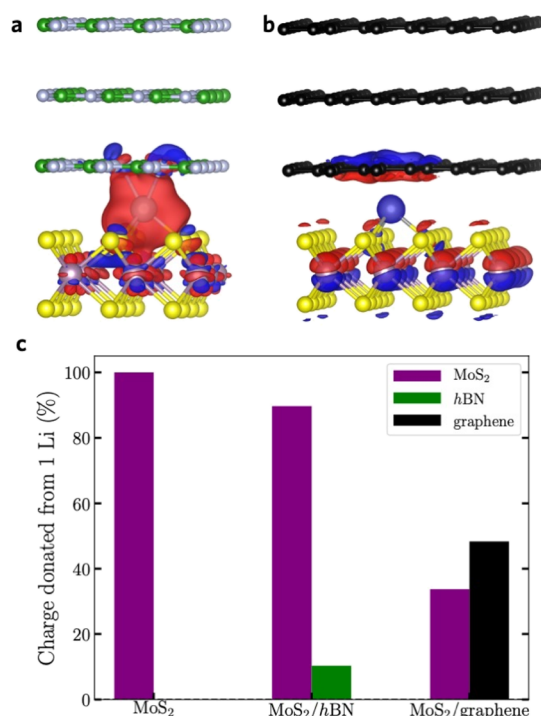 a
b
c
Charge donated from 1 Li (%)
100
80
60
40
20
0
MoS₂
hBN
graphene
MoS₂
MoS₂/hBN
MoS₂/graphene